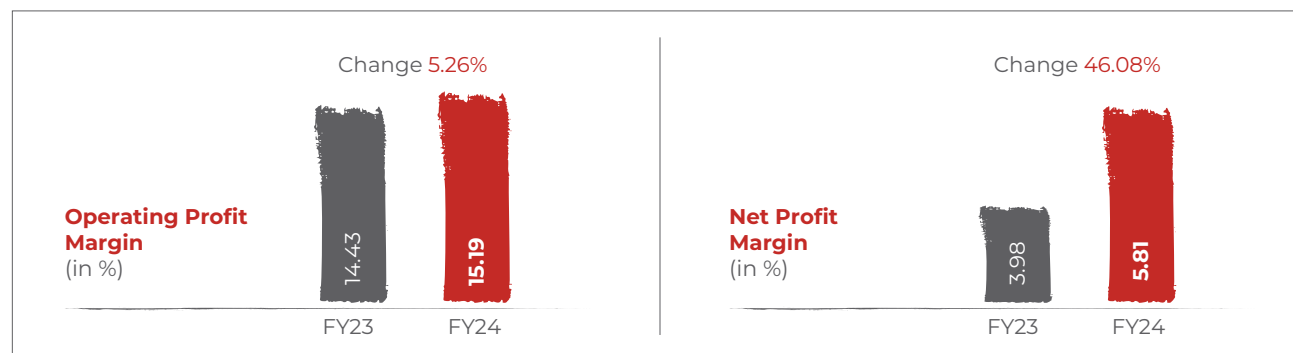 Change 5.26%
Operating Profit
Margin
(in %)
14.43
15.19
FY23
FY24
Change 46.08%
Net Profit
Margin
(in %)
3.98
5.81
FY23
FY24